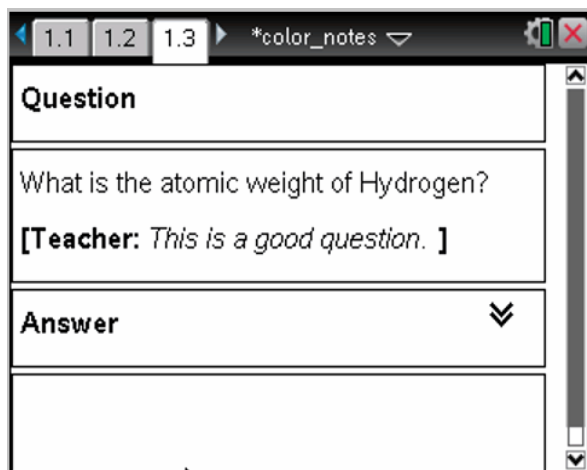 1.1 1.2 1.3 *color_notes
Question
What is the atomic weight of Hydrogen?
[Teacher: This is a good question. ]
Answer